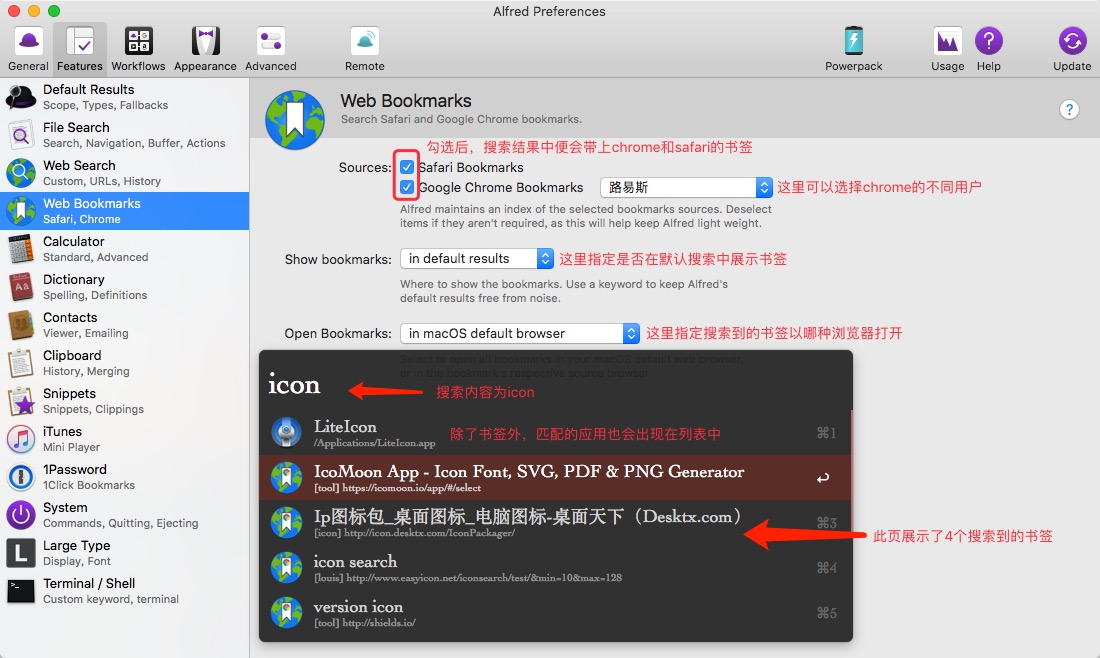 Alfred Preferences
General
Features
Workflows
Appearance
Advanced
Remote
Powerpack
Usage
Help
Update
Default Results
Scope, Types, Fallbacks
File Search
Search, Navigation, Buffer, Actions
Web Search
Custom, URLs, History
Web Bookmarks
Safari, Chrome
Calculator
Standard, Advanced
Dictionary
Spelling, Definitions
Contacts
Viewer, Emailing
Clipboard
History, Merging
Snippets
Snippets, Clippings
iTunes
Mini Player
1Password
1Click Bookmarks
System
Commands, Quitting, Ejecting
Large Type
Display, Font
Terminal / Shell
Custom keyword, terminal
Web Bookmarks
Search Safari and Google Chrome bookmarks.
?
勾选后，搜索结果中便会带上chrome和safari的书签
Sources: Safari Bookmarks
Google Chrome Bookmarks 路易斯 这里可以选择chrome的不同用户
Alfred maintains an index of the selected bookmarks sources. Deselect
items if they aren't required, as this will help keep Alfred light weight.
Show bookmarks: in default results 这里指定是否在默认搜索中展示书签
Where to show the bookmarks. Use a keyword to keep Alfred's
default results free from noise.
Open Bookmarks: in macOS default browser 这里指定搜索到的书签以哪种浏览器打开
Select to open all bookmarks in your macOS default web browser,
or in the bookmark's respective source browser
icon 搜索内容为icon
LiteIcon 除了书签外，匹配的应用也会出现在列表中 ⌘1
/Applications/LiteIcon.app
IcoMoon App - Icon Font, SVG, PDF & PNG Generator
[tool] https://icomoon.io/app/#/select
Ip图标包_桌面图标_电脑图标-桌面天下（Desktx.com） ⌘3
[icon] http://icon.desktx.com/IconPackager/
此页展示了4个搜索到的书签
icon search ⌘4
[louis] http://www.easyicon.net/iconsearch/test/&min=10&max=128
version icon ⌘5
[tool] http://shields.io/